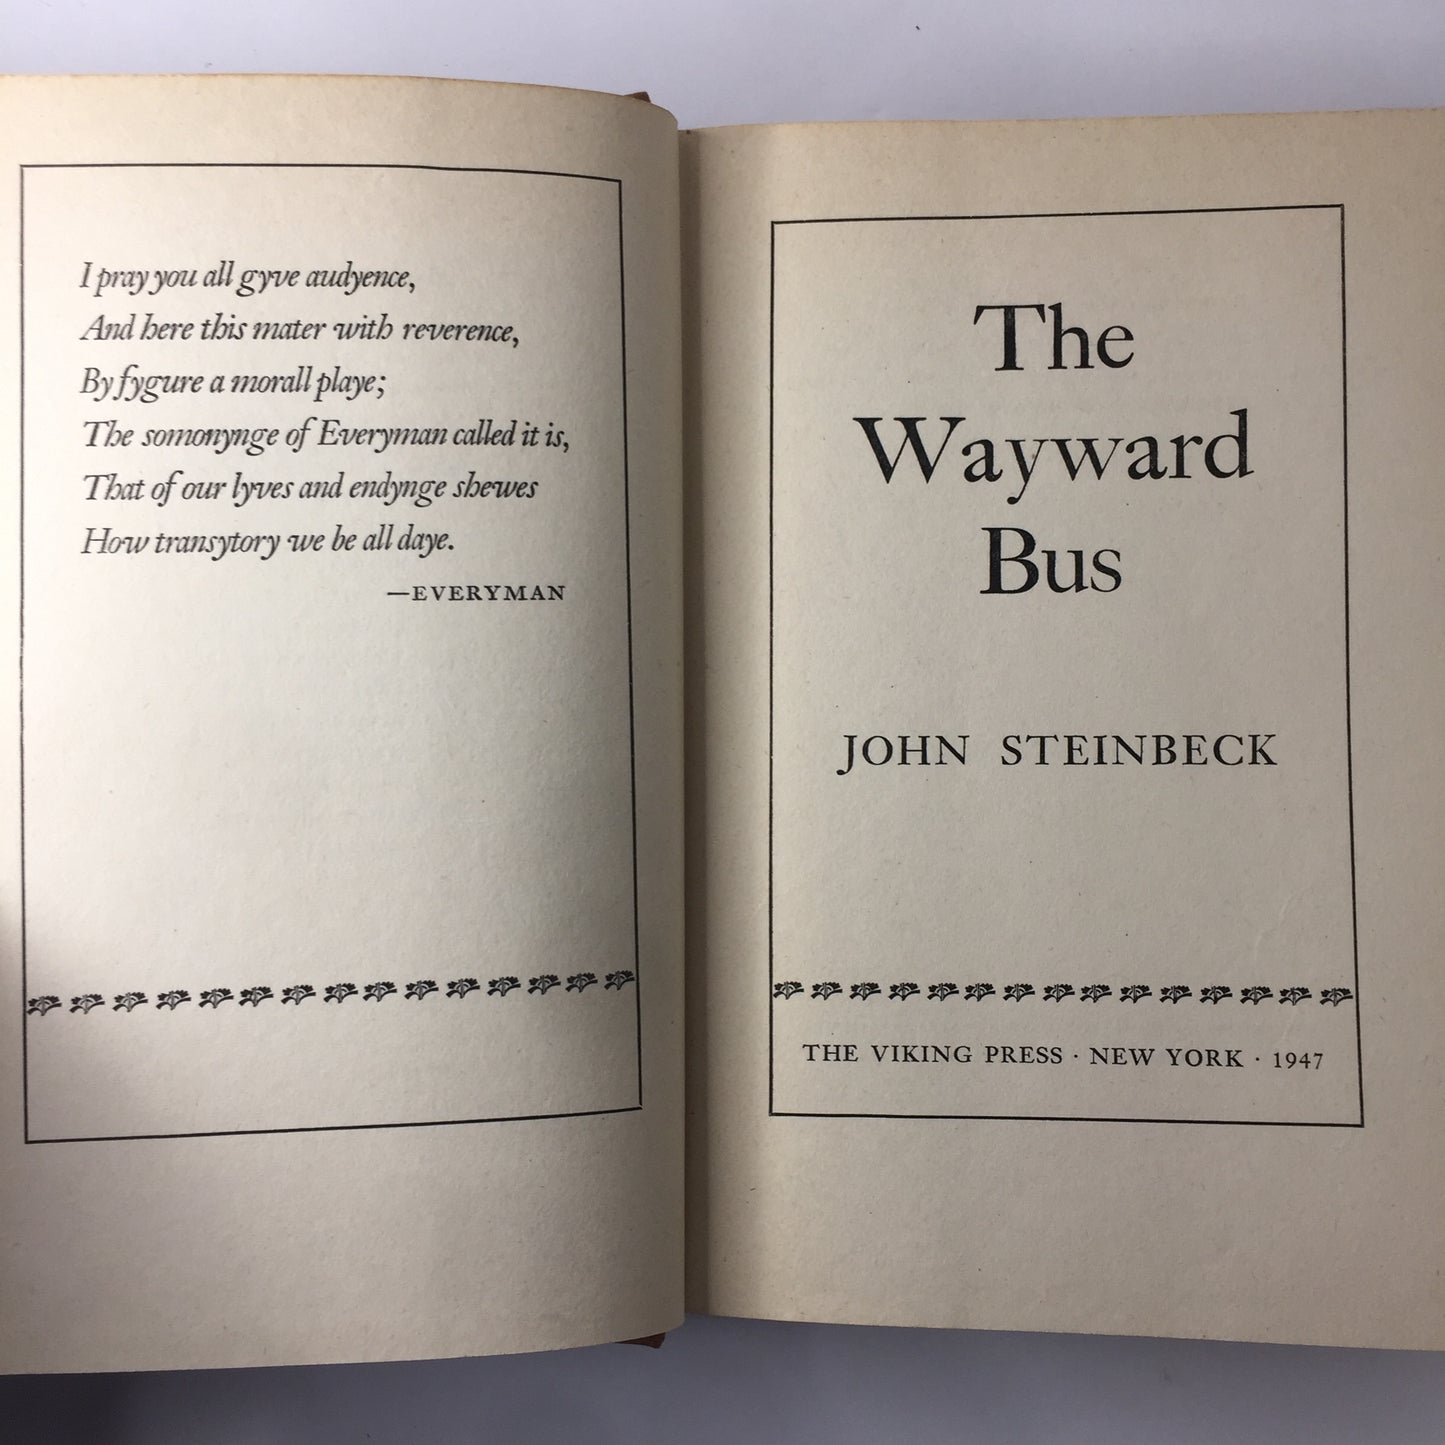 I pray you all gyve audyence,
And here this mater with reverence,
By fygure a morall playe;
The somonynge of Everyman called it is,
That of our lyves and endynge shewes
How transytory we be all daye.
—EVERYMAN
The
Wayward
Bus
JOHN STEINBECK
THE VIKING PRESS · NEW YORK · 1947